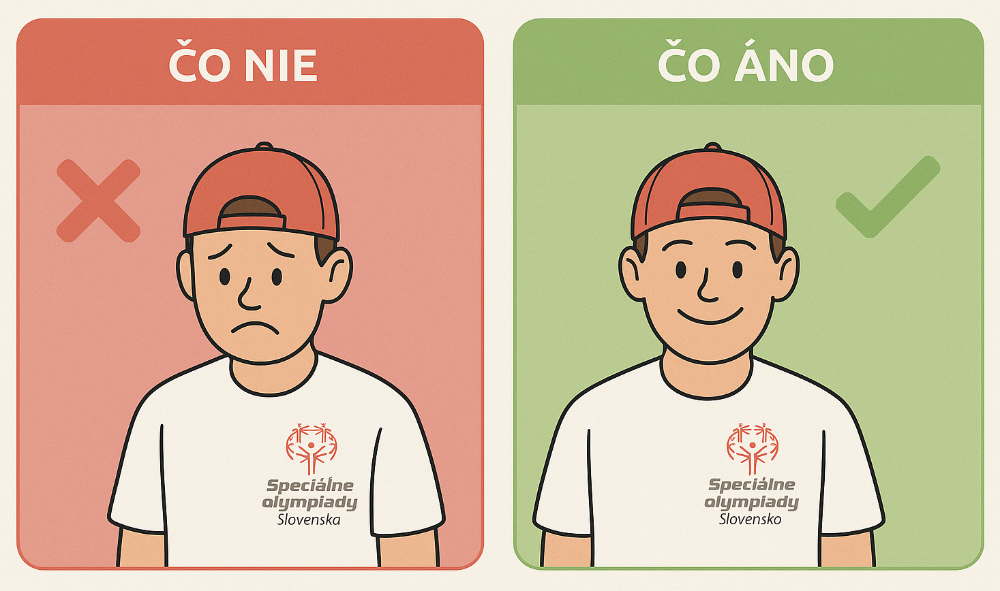 ČO NIE
Speciálne
olympiady
Slovenska
ČO ÁNO
Speciálne
olympiady
Slovensko